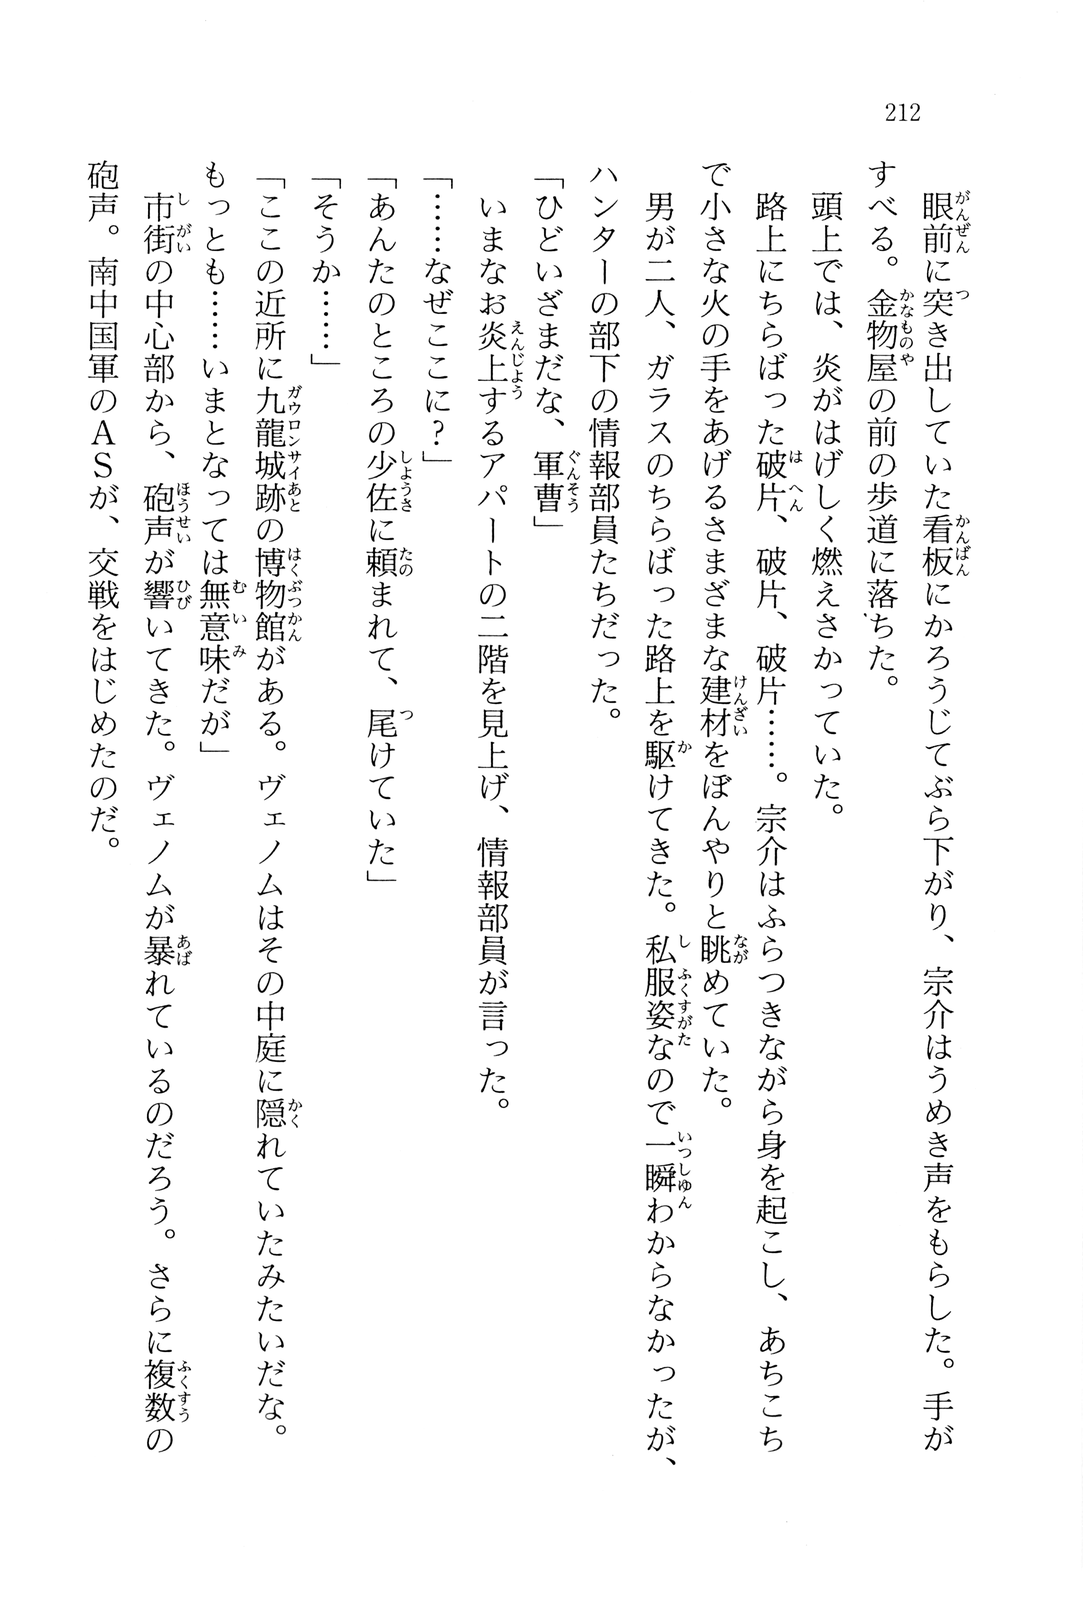 212
眼前に突き出していた看板にかろうじてぶら下がり、宗介はうめき声をもらした。手が
すべる。金物屋の前の歩道に落ちた。
頭上では、炎がはげしく燃えさかっていた。
路上にちらばった破片、破片、破片……。宗介はふらつきながら身を起こし、あちこち
で小さな火の手をあげるさまざまな建材をぼんやりと眺めていた。
男が二人、ガラスのちらばった路上を駆けてきた。私服姿なので一瞬わからなかったが、
ハンターの部下の情報部員たちだった。
「ひどいざまだな、軍曹」
いまなお炎上するアパートの二階を見上げ、情報部員が言った。
「……なぜここに？」
「あんたのところの少佐に頼まれて、尾けていた」
「そうか……」
「ここの近所に九龍城跡の博物館がある。ヴェノムはその中庭に隠れていたみたいだな。
もっとも……いまとなっては無意味だが」
市街の中心部から、砲声が響いてきた。ヴェノムが暴れているのだろう。さらに複数の
砲声。南中国軍のＡＳが、交戦をはじめたのだ。